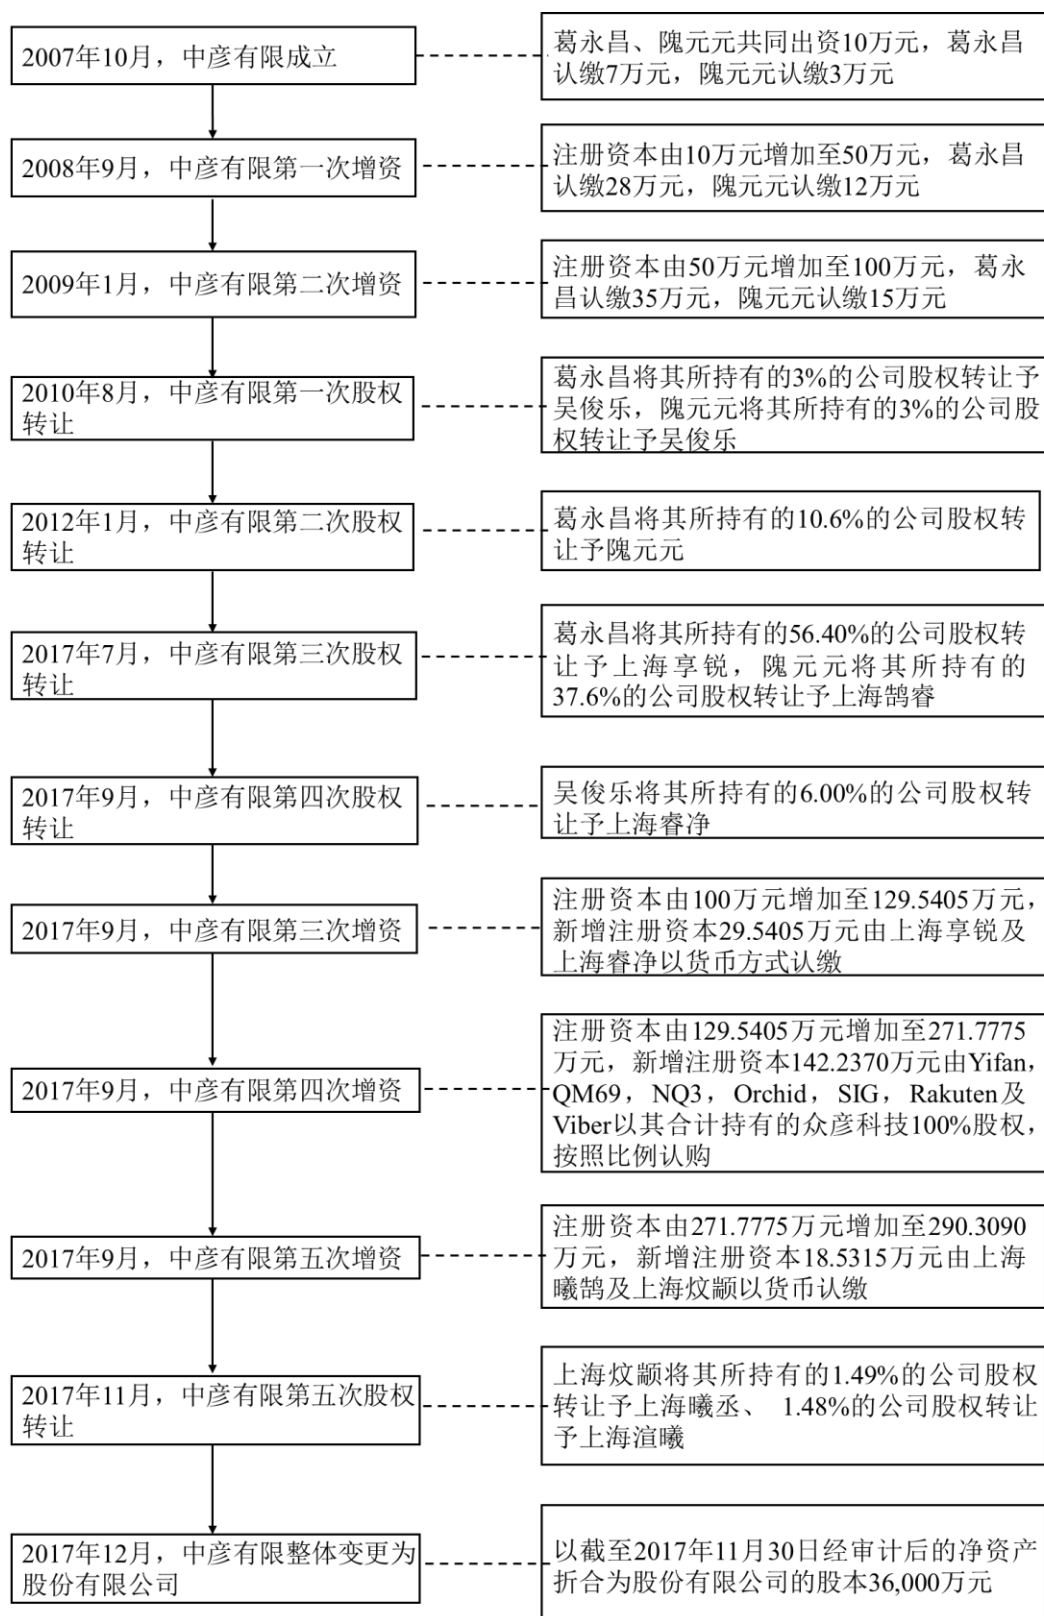 2007年10月，中彦有限成立
葛永昌、隗元元共同出资10万元，葛永昌
认缴7万元，隗元元认缴3万元
2008年9月，中彦有限第一次增资
注册资本由10万元增加至50万元，葛永昌
认缴28万元，隗元元认缴12万元
2009年1月，中彦有限第二次增资
注册资本由50万元增加至100万元，葛永
昌认缴35万元，隗元元认缴15万元
2010年8月，中彦有限第一次股权
转让
葛永昌将其所持有的3%的公司股权转让予
吴俊乐，隗元元将其所持有的3%的公司股
权转让予吴俊乐
2012年1月，中彦有限第二次股权
转让
葛永昌将其所持有的10.6%的公司股权转
让予隗元元
2017年7月，中彦有限第三次股权
转让
葛永昌将其所持有的56.40%的公司股权转
让予上海享锐，隗元元将其所持有的
37.6%的公司股权转让予上海鹄睿
2017年9月，中彦有限第四次股权
转让
吴俊乐将其所持有的6.00%的公司股权转
让予上海睿净
2017年9月，中彦有限第三次增资
注册资本由100万元增加至129.5405万元，
新增注册资本29.5405万元由上海享锐及
上海睿净以货币方式认缴
2017年9月，中彦有限第四次增资
注册资本由129.5405万元增加至271.7775
万元，新增注册资本142.2370万元由Yifan，
QM69，NQ3，Orchid，SIG，Rakuten及
Viber以其合计持有的众彦科技100%股权，
按照比例认购
2017年9月，中彦有限第五次增资
注册资本由271.7775万元增加至290.3090
万元，新增注册资本18.5315万元由上海
曦鹄及上海炆颛以货币认缴
2017年11月，中彦有限第五次股权
转让
上海炆颛将其所持有的1.49%的公司股权
转让予上海曦丞、 1.48%的公司股权转让
予上海渲曦
2017年12月，中彦有限整体变更为
股份有限公司
以截至2017年11月30日经审计后的净资产
折合为股份有限公司的股本36,000万元